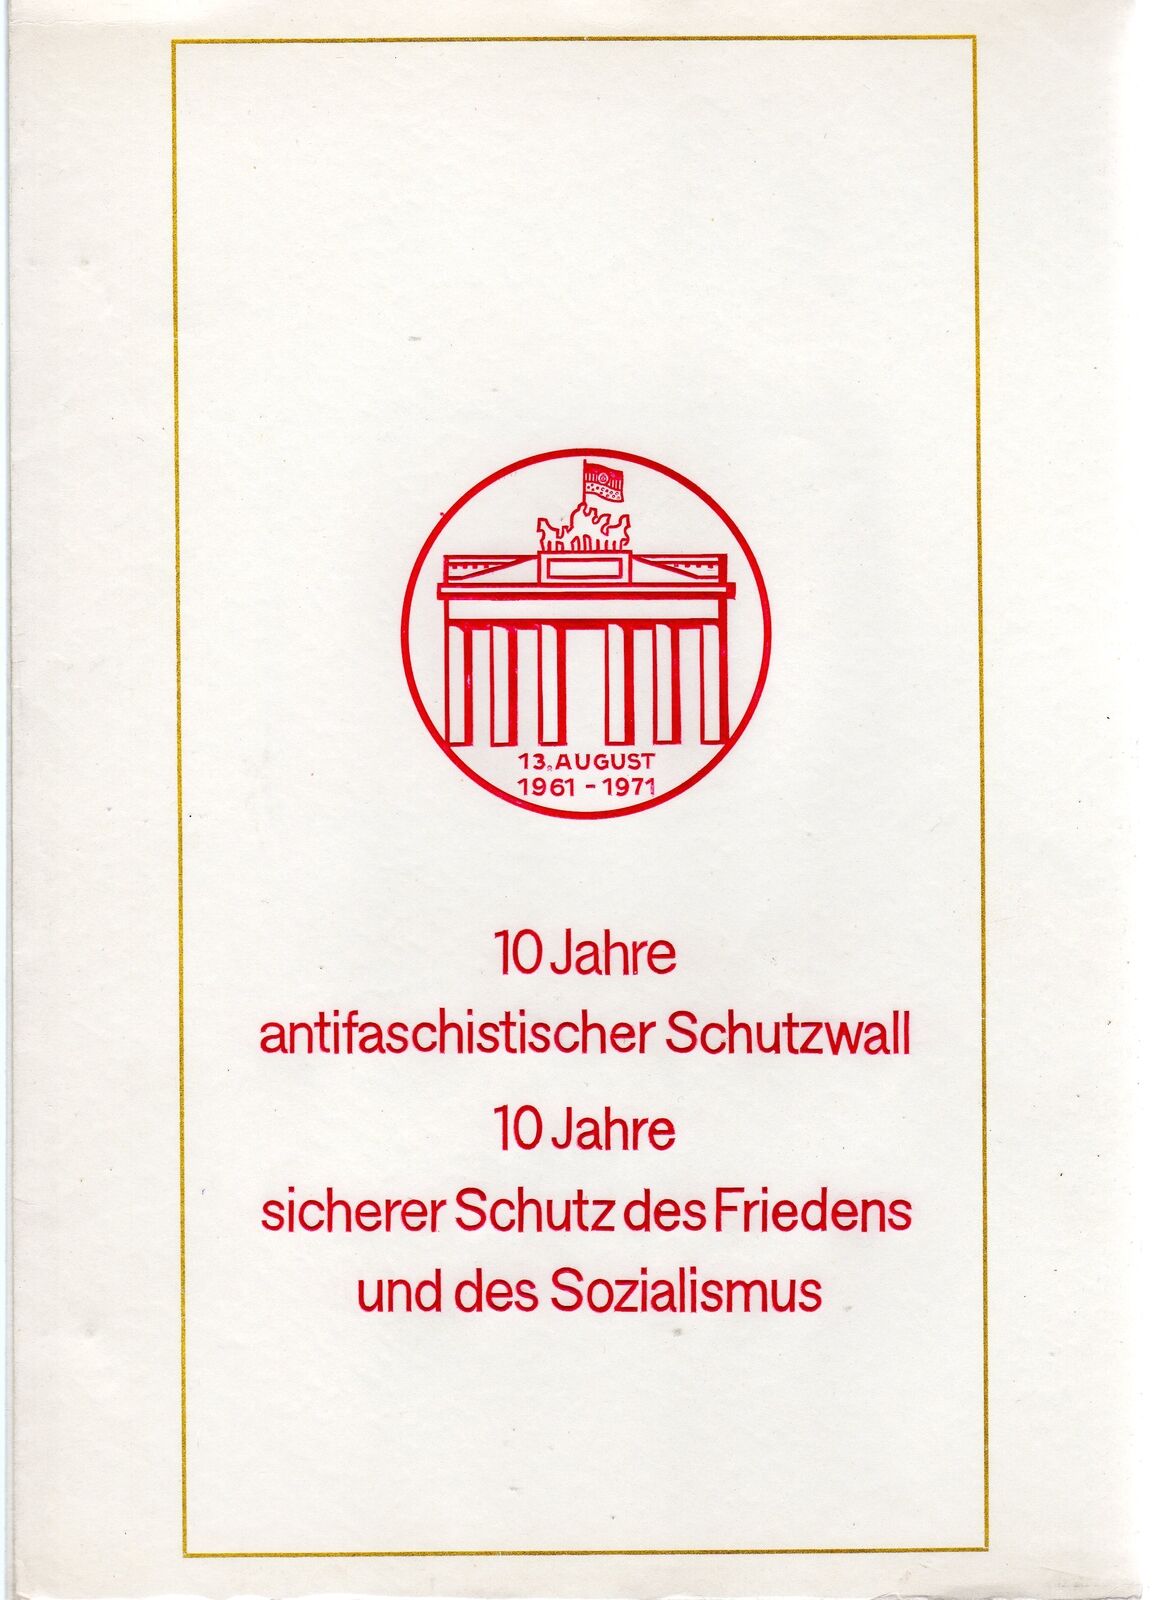 13. AUGUST
1961 - 1971
10 Jahre
antifaschistischer Schutzwall
10 Jahre
sicherer Schutz des Friedens
und des Sozialismus